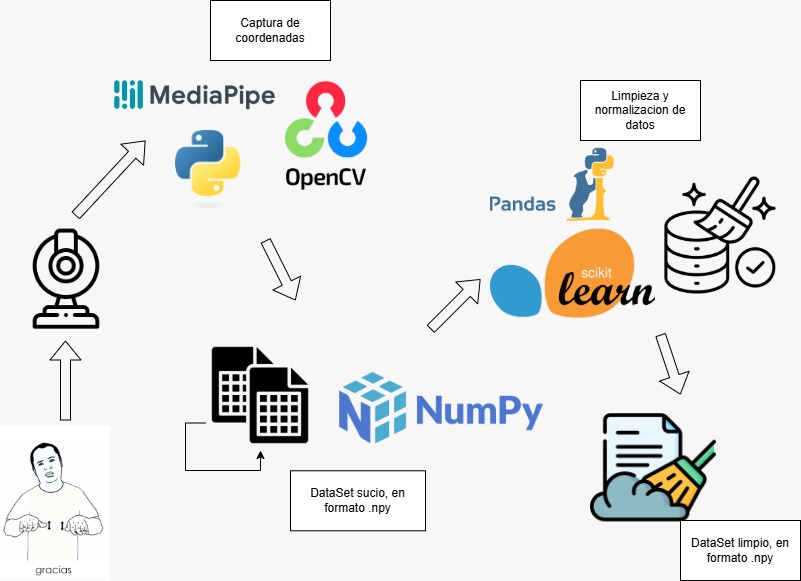 Captura de
coordenadas
MediaPipe
OpenCV
Limpieza y
normalizacion de
datos
Pandas
scikit
learn
NumPy
DataSet sucio, en
formato .npy
gracias
DataSet limpio, en
formato .npy